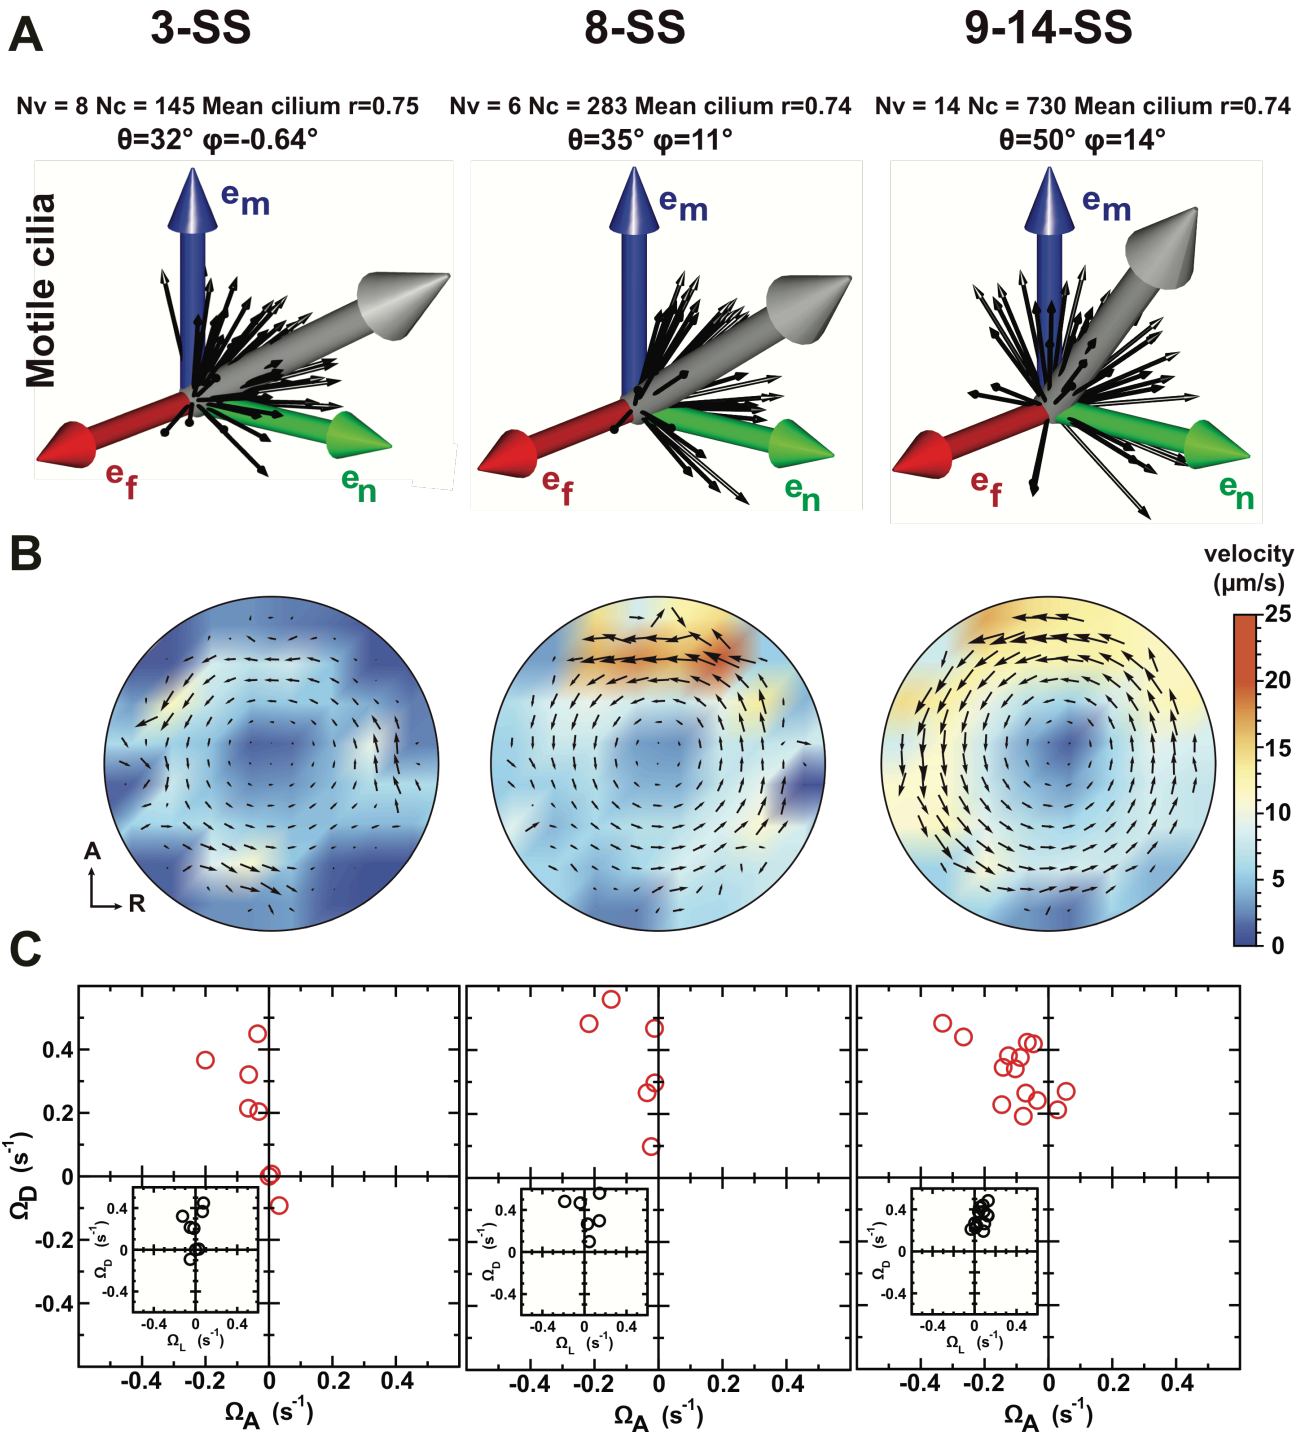 A
3-SS
8-SS
9-14-SS
Nv = 8 Nc = 145 Mean cilium r=0.75
θ=32° φ=-0.64°
Nv = 6 Nc = 283 Mean cilium r=0.74
θ=35° φ=11°
Nv = 14 Nc = 730 Mean cilium r=0.74
θ=50° φ=14°
Motile cilia
em
ef
en
em
ef
en
em
ef
en
B
velocity
(µm/s)
25
20
15
10
5
0
A
R
C
ΩD (s-1)
0.4
0.2
0
-0.2
-0.4
-0.4 -0.2 0 0.2 0.4
ΩA (s-1)
-0.4 -0.2 0 0.2 0.4
ΩA (s-1)
-0.4 -0.2 0 0.2 0.4
ΩA (s-1)
ΩD (s-1)
0.4
0
-0.4
-0.4 0 0.4
ΩL (s-1)
ΩD (s-1)
0.4
0
-0.4
-0.4 0 0.4
ΩL (s-1)
ΩD (s-1)
0.4
0
-0.4
-0.4 0 0.4
ΩL (s-1)